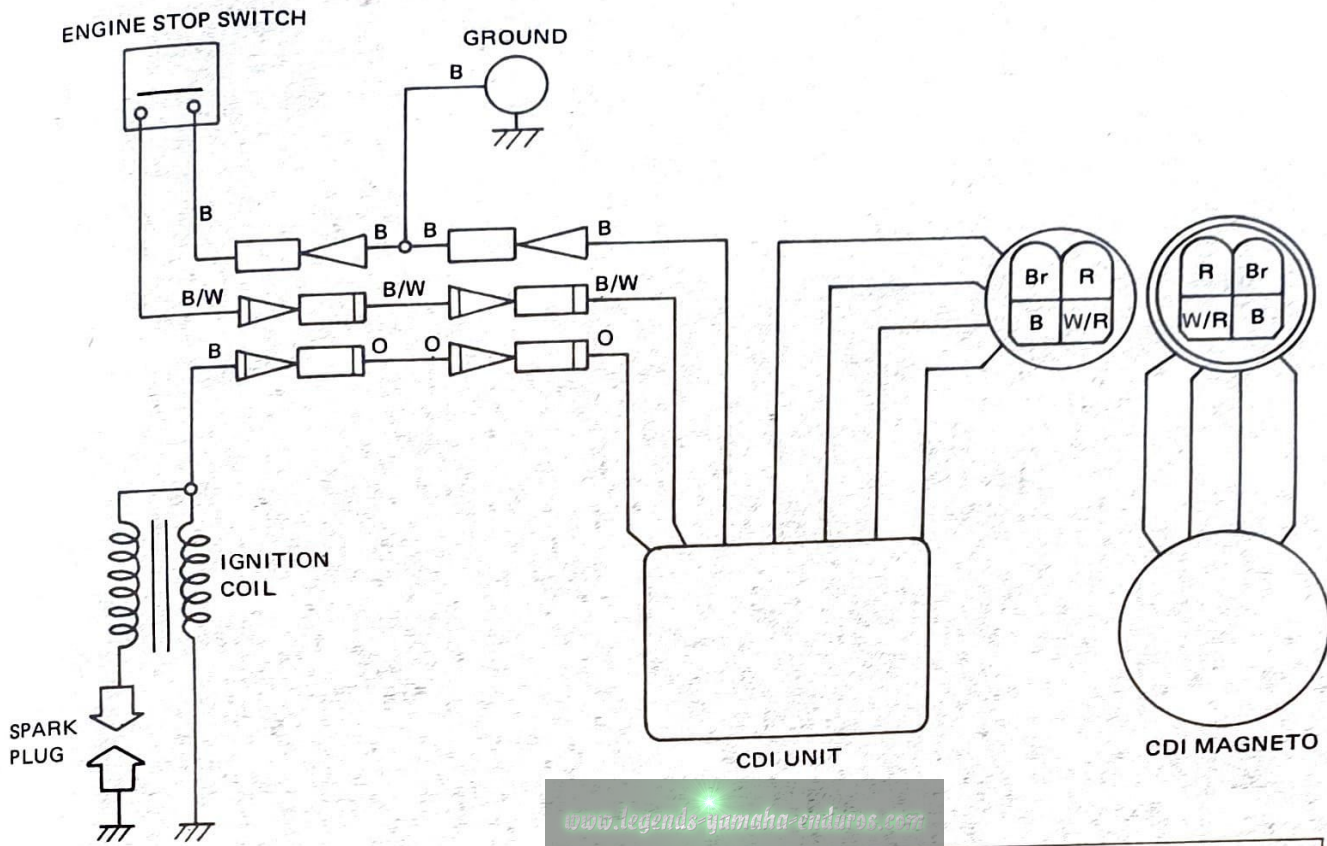 ENGINE STOP SWITCH
GROUND
B
B
B
B
B
B/W
B/W
B/W
B
O
O
O
Br
R
B
W/R
R
Br
W/R
B
IGNITION
COIL
SPARK
PLUG
CDI UNIT
CDI MAGNETO
www.legends-yamaha-enduros.com